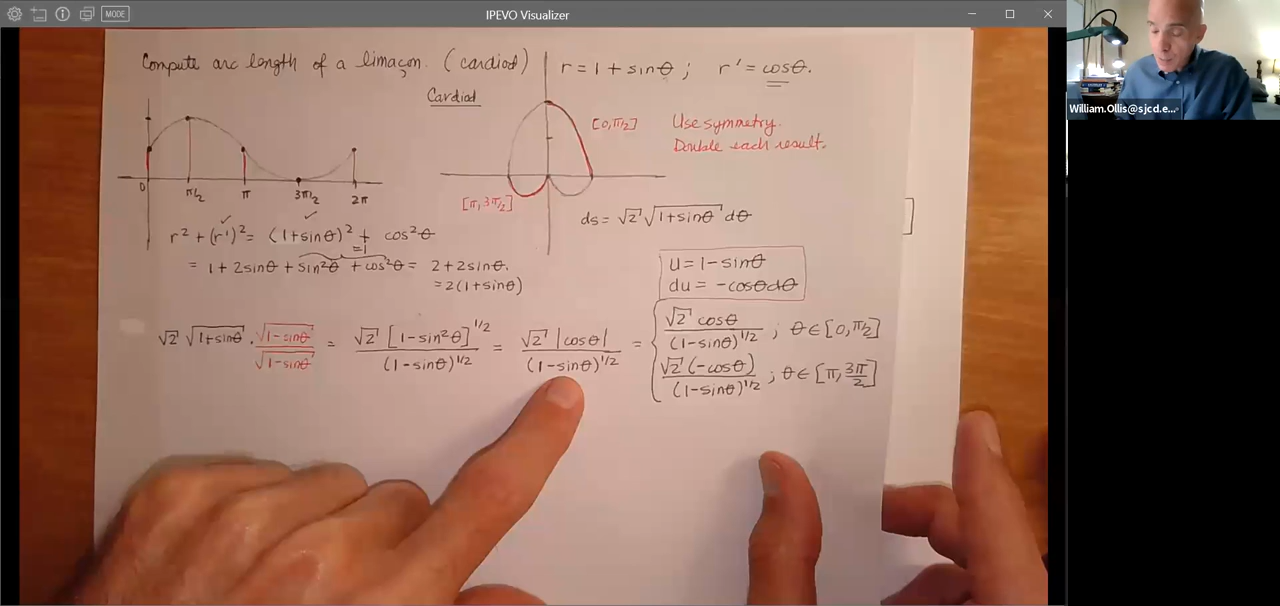 IPEVO Visualizer
MODE
William.Ollis@sjcd.e...
Compute arc length of a limaçon. (cardiod) r = 1 + sinθ ; r' = cosθ.
Cardiod
[0, π/2]
Use symmetry.
Double each result.
0 π/2 π 3π/2 2π
[π, 3π/2]
ds = √2 √(1+sinθ) dθ
r² + (r')² = (1+sinθ)² + cos²θ
=1
= 1 + 2sinθ + sin²θ + cos²θ = 2 + 2sinθ.
= 2(1+sinθ)
u = 1 - sinθ
du = -cosθdθ
√2 √(1+sinθ) · √(1-sinθ)/√(1-sinθ) = √2 [1-sin²θ]^1/2/(1-sinθ)^1/2 = √2 |cosθ|/(1-sinθ)^1/2 = { √2 cosθ/(1-sinθ)^1/2 ; θ∈[0, π/2]
√2 (-cosθ)/(1-sinθ)^1/2 ; θ∈[π, 3π/2]